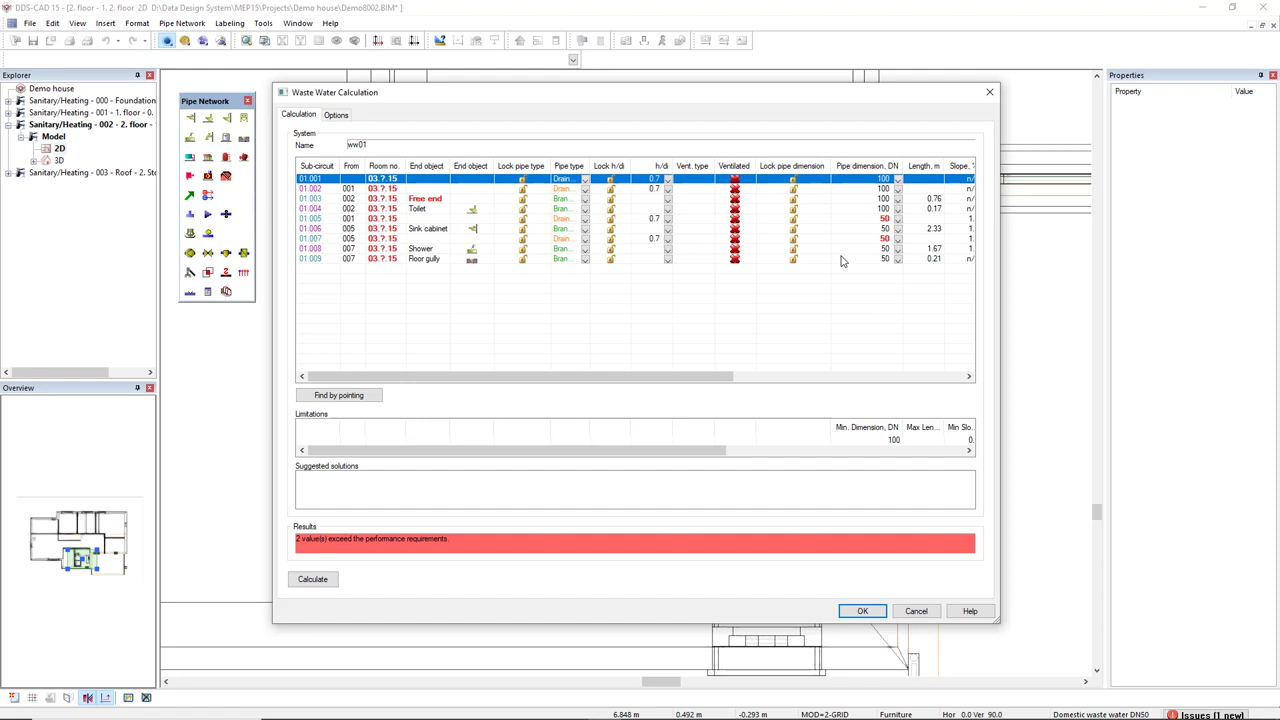 DDS-CAD 15 - [2. floor - 1. 2. floor 2D D:\Data Design System\MEP15\Projects\Demo house\Demo8002.BIM*]
File Edit View Insert Format Pipe Network Labeling Tools Window Help
Explorer
Demo house
Sanitary/Heating - 000 - Foundation
Sanitary/Heating - 001 - 1. floor - 0.
Sanitary/Heating - 002 - 2. floor -
Model
2D
3D
Sanitary/Heating - 003 - Roof - 2. Sto
Pipe Network
Properties
Property Value
Waste Water Calculation
Calculation Options
System
Name ww01
Sub-circuit From Room no. End object End object Lock pipe type Pipe type Lock h/di h/di Vent. type Ventilated Lock pipe dimension Pipe dimension, DN Length, m Slope,
01.001 03.?.15 Drain... 0.7 100 n/
01.002 001 03.?.15 Drain... 0.7 100 n/
01.003 002 03.?.15 Free end Bran... 100 0.76 n/
01.004 002 03.?.15 Toilet Bran... 100 0.17 n/
01.005 001 03.?.15 Drain... 0.7 50 1.
01.006 005 03.?.15 Sink cabinet Bran... 50 2.33 1.
01.007 005 03.?.15 Drain... 0.7 50 1.
01.008 007 03.?.15 Shower Bran... 50 1.67 1.
01.009 007 03.?.15 Floor gully Bran... 50 0.21 n/
Find by pointing
Limitations
Min. Dimension, DN Max Len... Min Slo..
100 0.
Suggested solutions
Results
2 value(s) exceed the performance requirements.
Calculate
OK Cancel Help
Overview
6.848 m 0.492 m -0.293 m MOD=2-GRID Furniture Hor 0.0 Ver 90.0 Domestic waste water DN50 Issues (1 new)